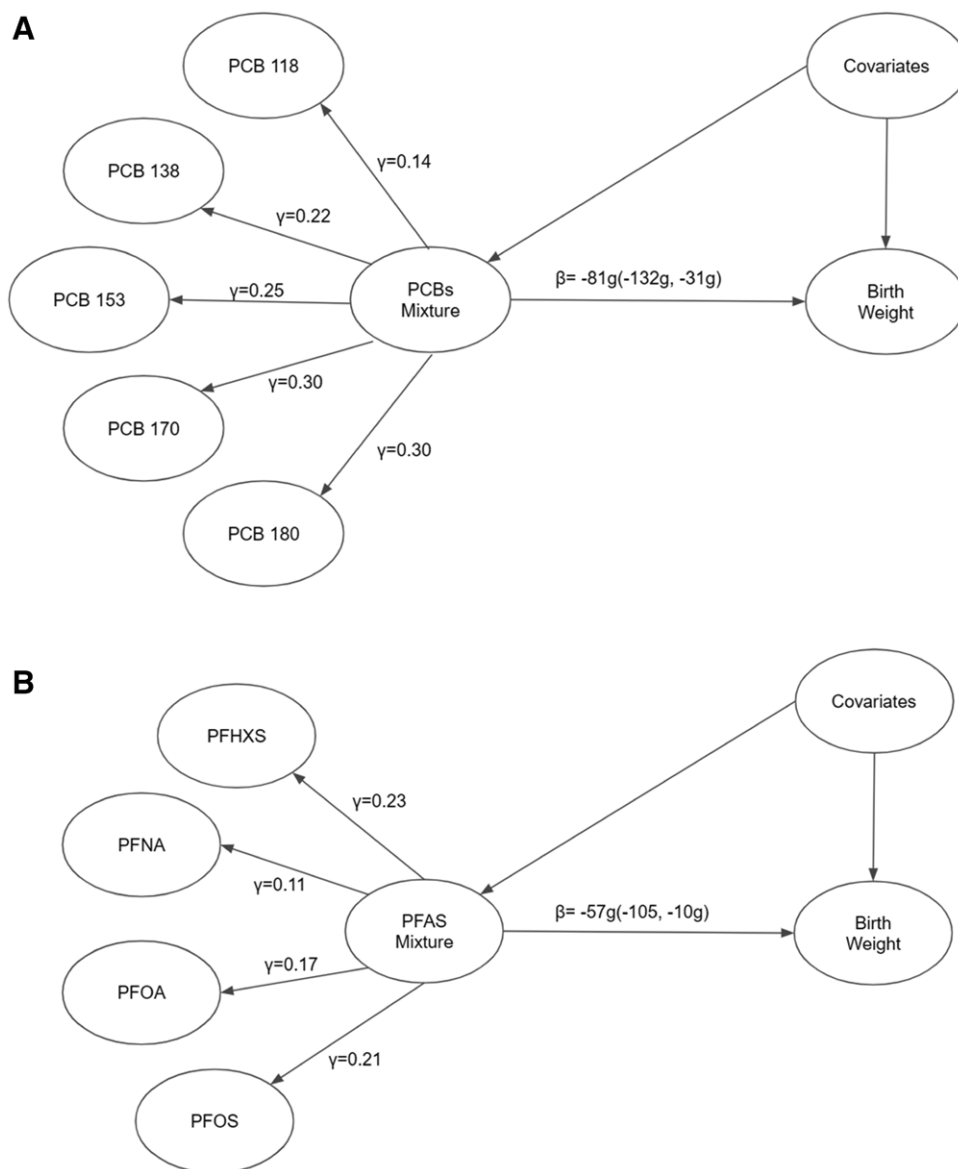 A
PCB 118
Covariates
γ=0.14
PCB 138
γ=0.22
PCB 153
γ=0.25
PCBs
Mixture
β= -81g(-132g, -31g)
Birth
Weight
γ=0.30
PCB 170
γ=0.30
PCB 180
B
PFHXS
Covariates
γ=0.23
PFNA
γ=0.11
PFAS
Mixture
β= -57g(-105, -10g)
Birth
Weight
γ=0.17
PFOA
γ=0.21
PFOS